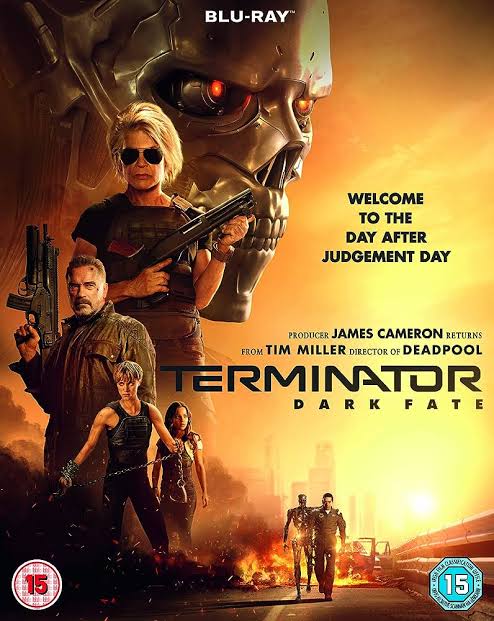 BLU-RAY™
WELCOME
TO THE
DAY AFTER
JUDGEMENT DAY
PRODUCER JAMES CAMERON RETURNS
FROM TIM MILLER DIRECTOR OF DEADPOOL
TERMINATOR
DARK FATE
15
15